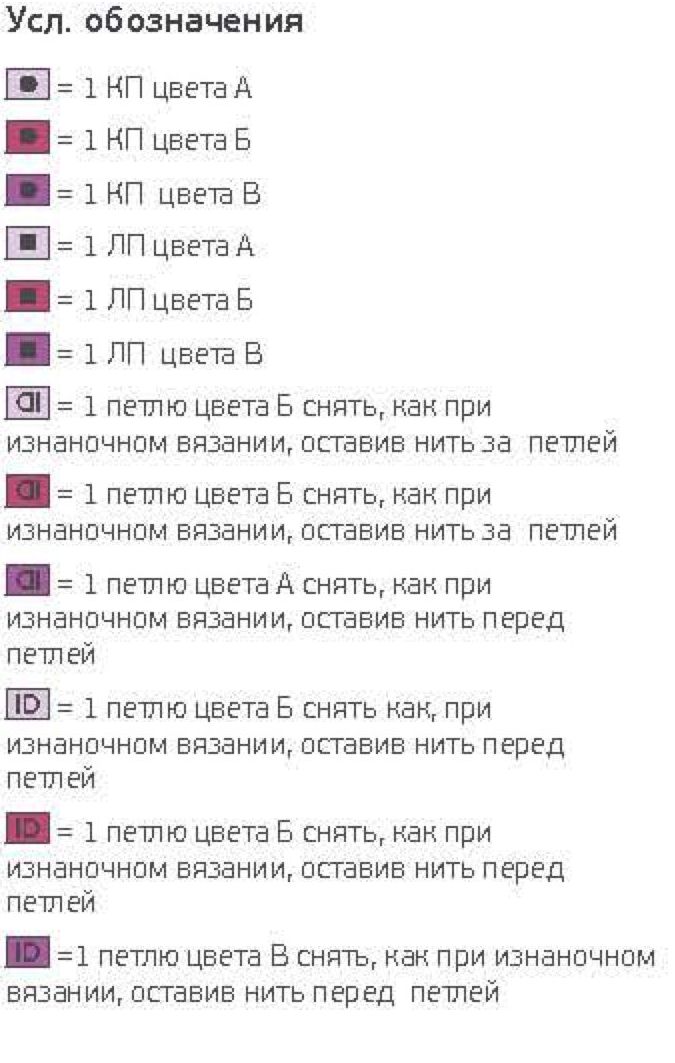 Усл. обозначения
= 1 КП цвета А
= 1 КП цвета Б
= 1 КП цвета В
= 1 ЛП цвета А
= 1 ЛП цвета Б
= 1 ЛП цвета В
= 1 петлю цвета Б снять, как при
изнаночном вязании, оставив нить за петлей
= 1 петлю цвета Б снять, как при
изнаночном вязании, оставив нить за петлей
= 1 петлю цвета А снять, как при
изнаночном вязании, оставив нить перед
петлей
ID = 1 петлю цвета Б снять как, при
изнаночном вязании, оставив нить перед
петлей
ID = 1 петлю цвета Б снять, как при
изнаночном вязании, оставив нить перед
петлей
ID =1 петлю цвета В снять, как при изнаночном
вязании, оставив нить перед петлей